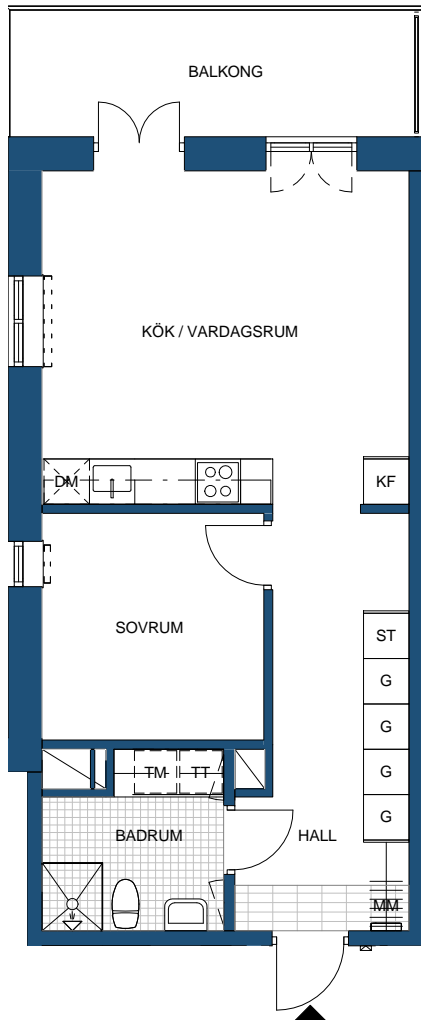 BALKONG
KÖK / VARDAGSRUM
DM
KF
SOVRUM
ST
G
G
G
G
TM
TT
BADRUM
HALL
MM